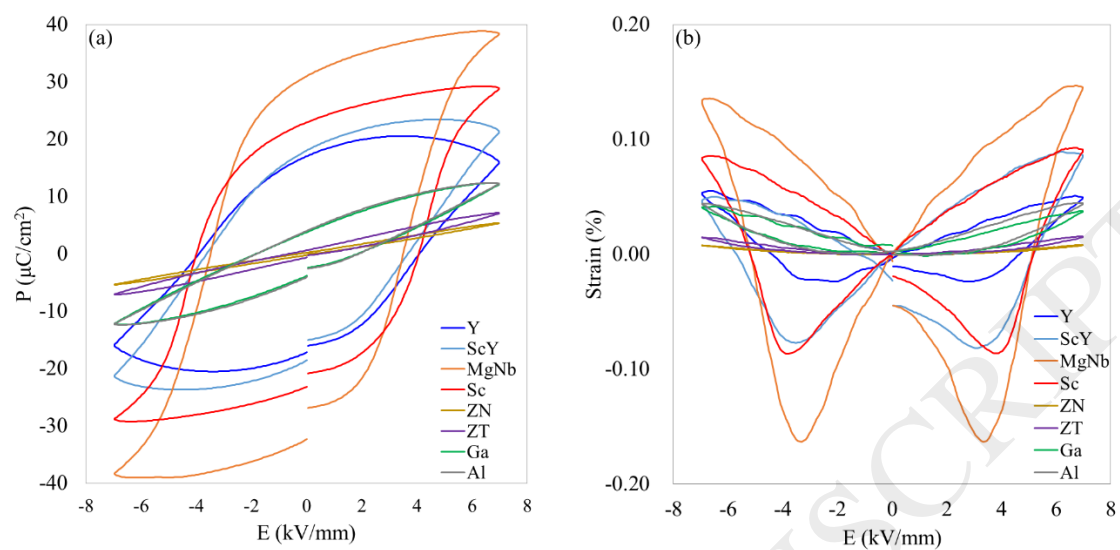 (a)
40
30
20
10
0
-10
-20
-30
-40
P (µC/cm²)
-8 -6 -4 -2 0 2 4 6 8
E (kV/mm)
Y
ScY
MgNb
Sc
ZN
ZT
Ga
Al
(b)
0.20
0.10
0.00
-0.10
-0.20
Strain (%)
-8 -6 -4 -2 0 2 4 6 8
E (kV/mm)
Y
ScY
MgNb
Sc
ZN
ZT
Ga
Al
NUSCRIPT